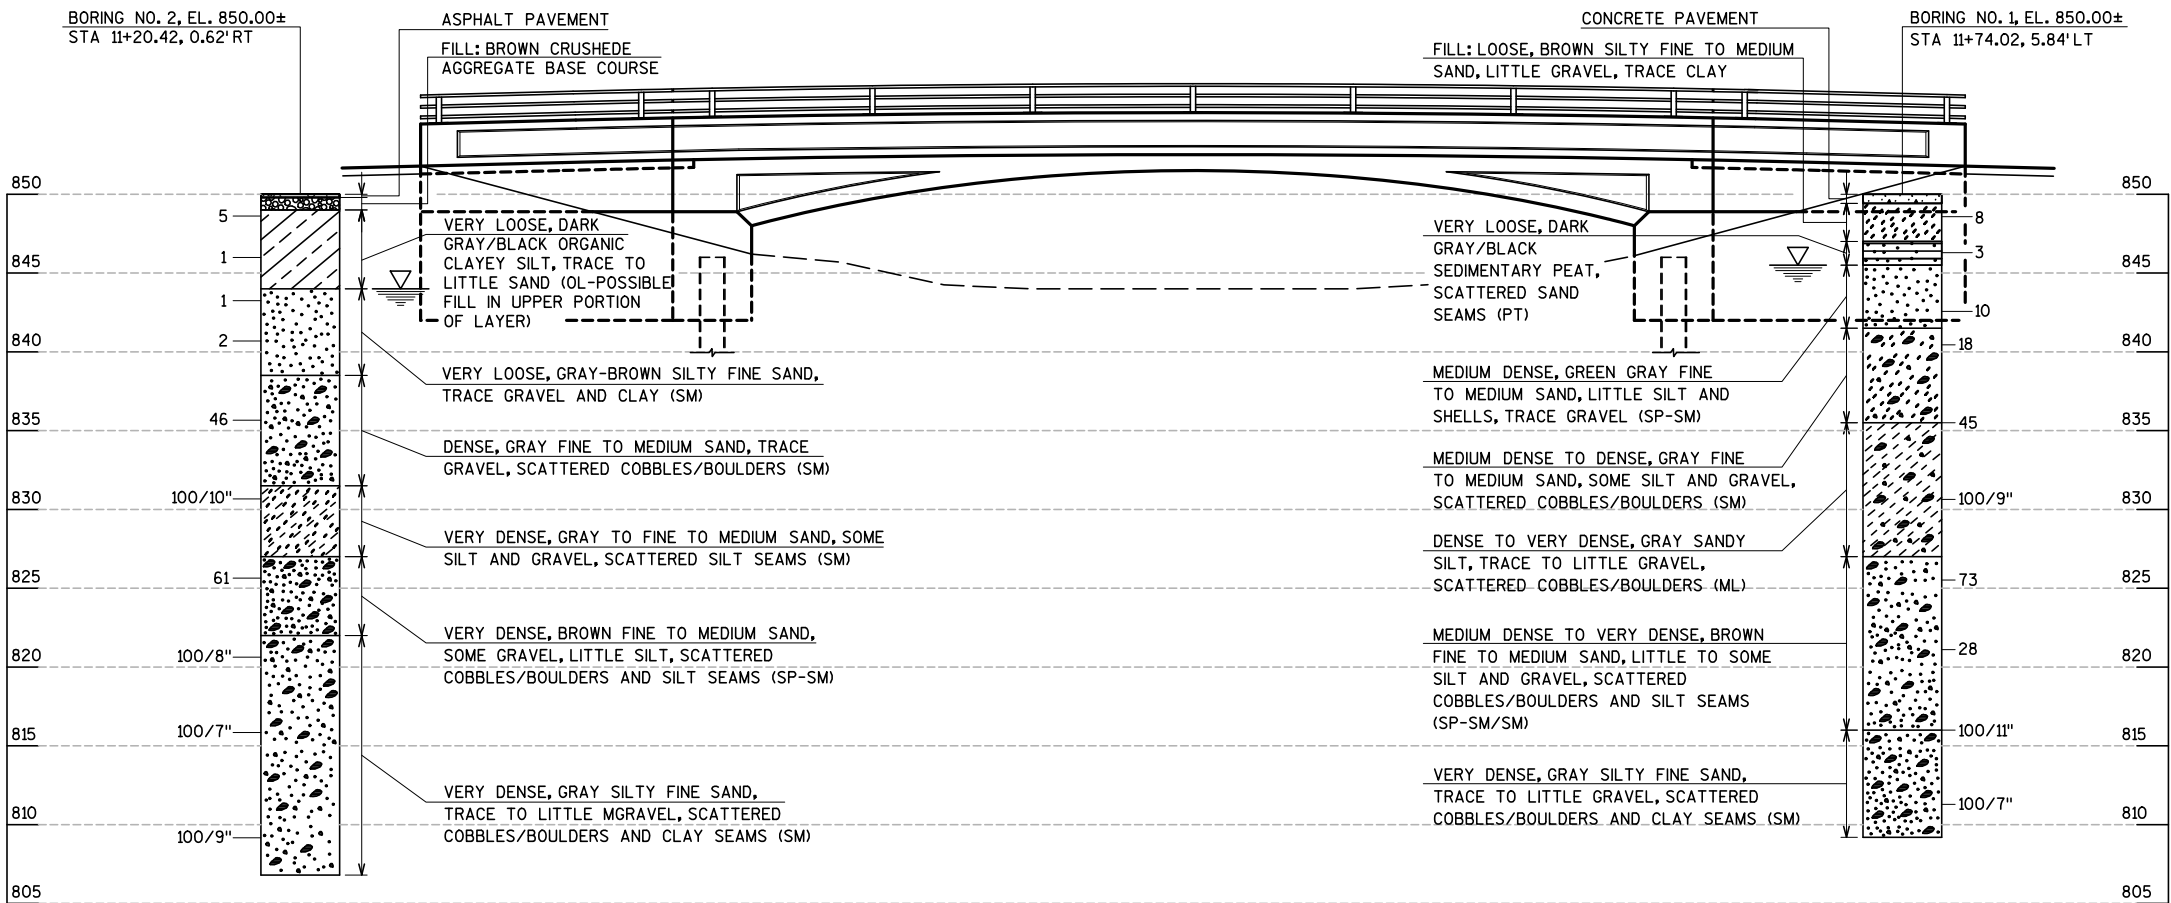 BORING NO. 2, EL. 850.00±
STA 11+20.42, 0.62' RT
ASPHALT PAVEMENT
FILL: BROWN CRUSHEDE
AGGREGATE BASE COURSE
CONCRETE PAVEMENT
FILL: LOOSE, BROWN SILTY FINE TO MEDIUM
SAND, LITTLE GRAVEL, TRACE CLAY
BORING NO. 1, EL. 850.00±
STA 11+74.02, 5.84' LT
850
845
840
835
830
825
820
815
810
805
5
1
1
2
46
100/10"
61
100/8"
100/7"
100/9"
VERY LOOSE, DARK
GRAY/BLACK ORGANIC
CLAYEY SILT, TRACE TO
LITTLE SAND (OL-POSSIBLE
FILL IN UPPER PORTION
OF LAYER)
VERY LOOSE, GRAY-BROWN SILTY FINE SAND,
TRACE GRAVEL AND CLAY (SM)
DENSE, GRAY FINE TO MEDIUM SAND, TRACE
GRAVEL, SCATTERED COBBLES/BOULDERS (SM)
VERY DENSE, GRAY TO FINE TO MEDIUM SAND, SOME
SILT AND GRAVEL, SCATTERED SILT SEAMS (SM)
VERY DENSE, BROWN FINE TO MEDIUM SAND,
SOME GRAVEL, LITTLE SILT, SCATTERED
COBBLES/BOULDERS AND SILT SEAMS (SP-SM)
VERY DENSE, GRAY SILTY FINE SAND,
TRACE TO LITTLE MGRAVEL, SCATTERED
COBBLES/BOULDERS AND CLAY SEAMS (SM)
VERY LOOSE, DARK
GRAY/BLACK
SEDIMENTARY PEAT,
SCATTERED SAND
SEAMS (PT)
MEDIUM DENSE, GREEN GRAY FINE
TO MEDIUM SAND, LITTLE SILT AND
SHELLS, TRACE GRAVEL (SP-SM)
MEDIUM DENSE TO DENSE, GRAY FINE
TO MEDIUM SAND, SOME SILT AND GRAVEL,
SCATTERED COBBLES/BOULDERS (SM)
DENSE TO VERY DENSE, GRAY SANDY
SILT, TRACE TO LITTLE GRAVEL,
SCATTERED COBBLES/BOULDERS (ML)
MEDIUM DENSE TO VERY DENSE, BROWN
FINE TO MEDIUM SAND, LITTLE TO SOME
SILT AND GRAVEL, SCATTERED
COBBLES/BOULDERS AND SILT SEAMS
(SP-SM/SM)
VERY DENSE, GRAY SILTY FINE SAND,
TRACE TO LITTLE GRAVEL, SCATTERED
COBBLES/BOULDERS AND CLAY SEAMS (SM)
8
3
10
18
45
100/9"
73
28
100/11"
100/7"
850
845
840
835
830
825
820
815
810
805